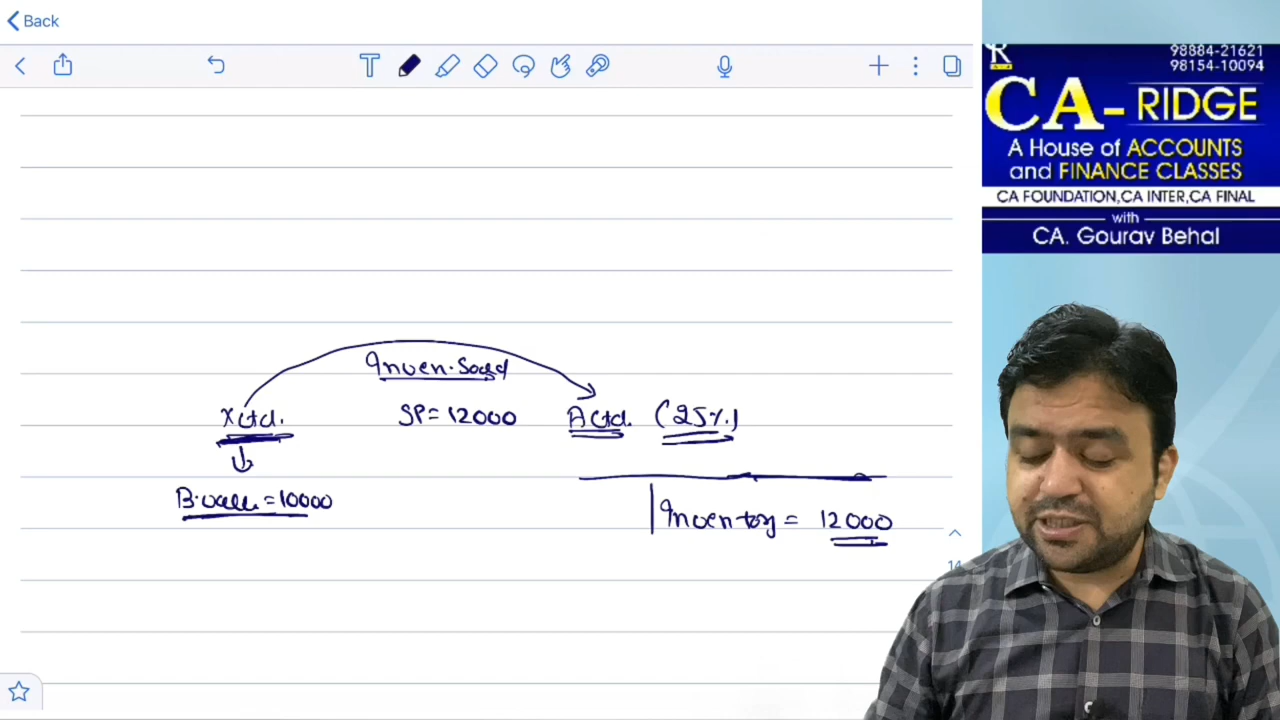 Back
98884-21621
98154-10094
CA-RIDGE
A House of ACCOUNTS
and FINANCE CLASSES
CA FOUNDATION,CA INTER,CA FINAL
with
CA. Gourav Behal
Inven. Sold
X Ltd.
SP = 12000
A Ltd. (25%)
B. value = 10000
Inventory = 12000
14